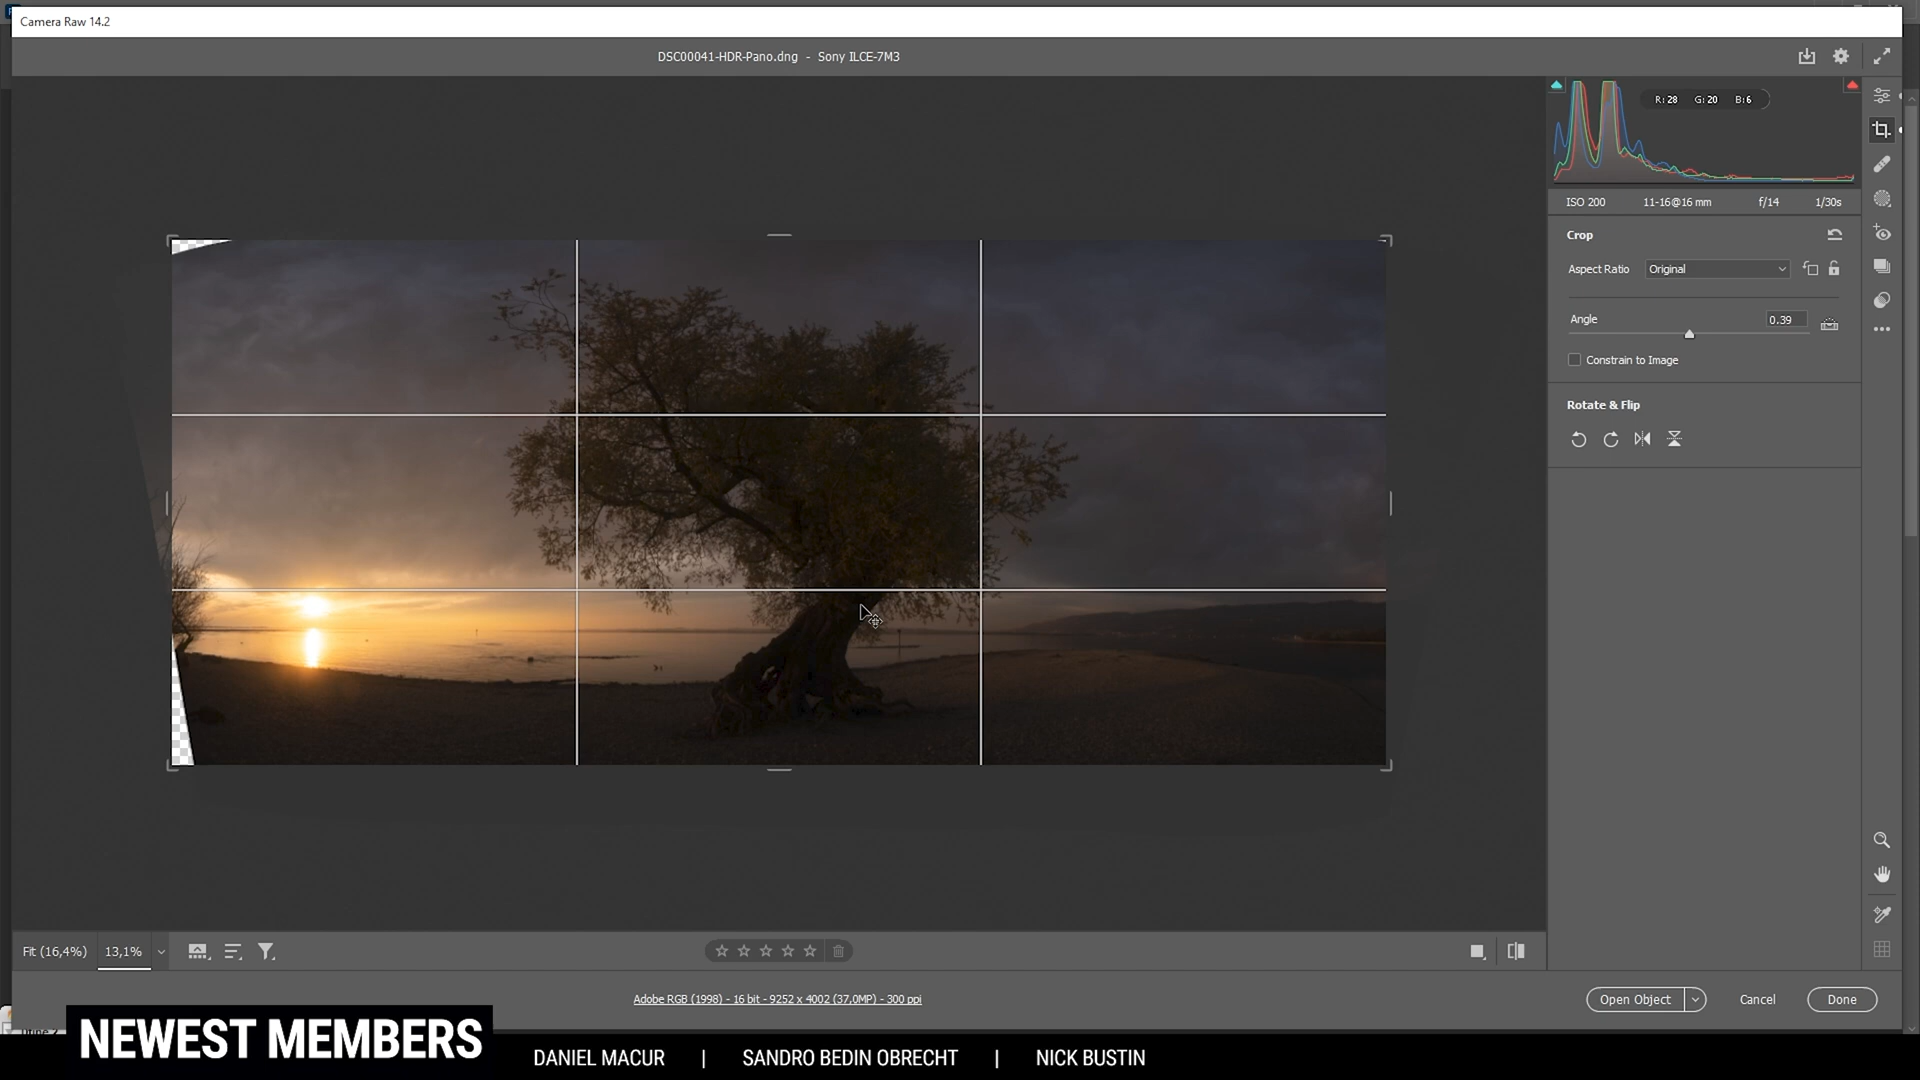 Camera Raw 14.2
DSC00041-HDR-Pano.dng - Sony ILCE-7M3
R: 28 G: 20 B: 6
ISO 200 11-16@16 mm f/14 1/30s
Crop
Aspect Ratio Original
Angle 0.39
Constrain to Image
Rotate & Flip
Fit (16,4%) 13,1%
Adobe RGB (1998) - 16 bit - 9252 x 4002 (37,0MP) - 300 ppi
Open Object Cancel Done
NEWEST MEMBERS
DANIEL MACUR | SANDRO BEDIN OBRECHT | NICK BUSTIN